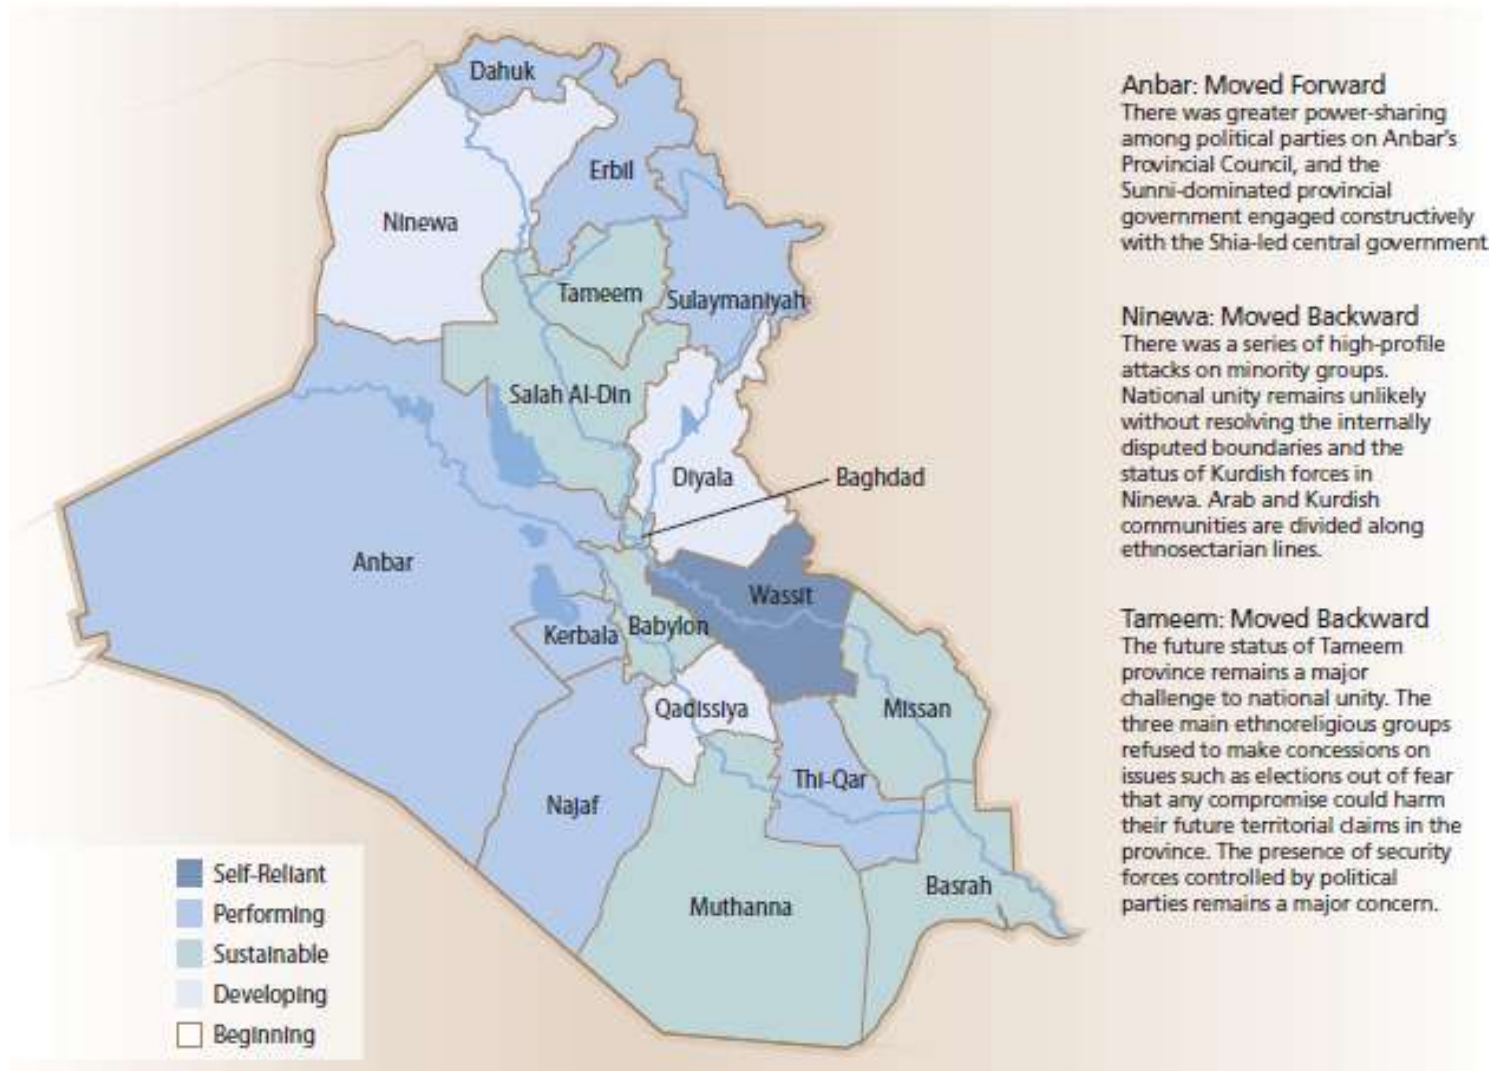 Dahuk
Erbil
Ninewa
Tameem
Sulaymaniyah
Salah Al-Din
Diyala
Baghdad
Anbar
Wassit
Kerbala
Babylon
Qadissiya
Missan
Thi-Qar
Najaf
Basrah
Muthanna
Self-Reliant
Performing
Sustainable
Developing
Beginning
Anbar: Moved Forward
There was greater power-sharing
among political parties on Anbar's
Provincial Council, and the
Sunni-dominated provincial
government engaged constructively
with the Shia-led central government.
Ninewa: Moved Backward
There was a series of high-profile
attacks on minority groups.
National unity remains unlikely
without resolving the internally
disputed boundaries and the
status of Kurdish forces in
Ninewa. Arab and Kurdish
communities are divided along
ethnosectarian lines.
Tameem: Moved Backward
The future status of Tameem
province remains a major
challenge to national unity. The
three main ethnoreligious groups
refused to make concessions on
issues such as elections out of fear
that any compromise could harm
their future territorial claims in the
province. The presence of security
forces controlled by political
parties remains a major concern.